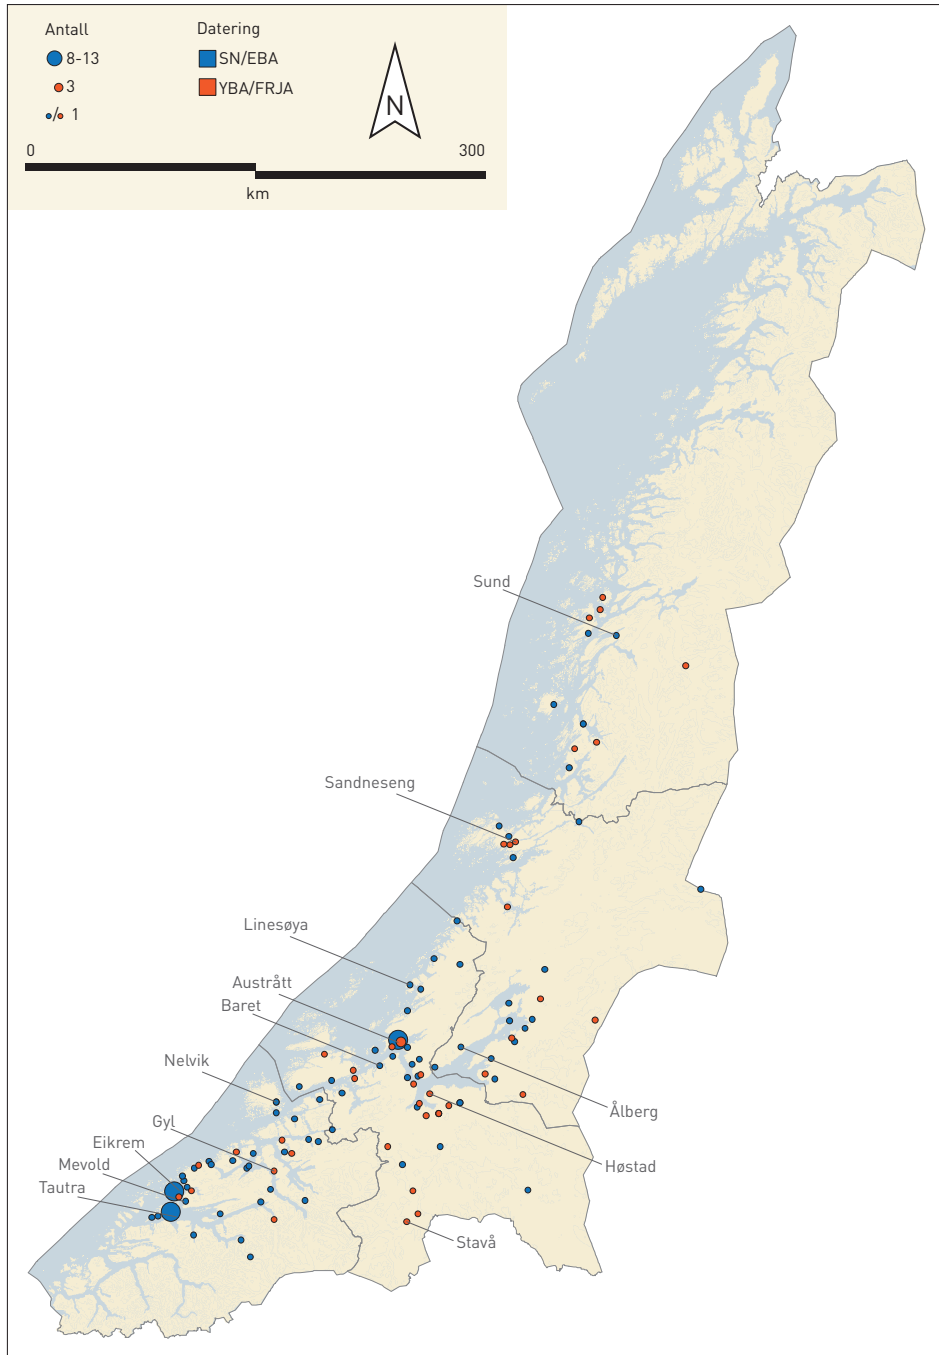 Antall
Datering
8-13
SN/EBA
3
YBA/FRJA
/ 1
N
0
300
km
Sund
Sandneseng
Linesøya
Austrått
Baret
Nelvik
Gyl
Eikrem
Mevold
Tautra
Ålberg
Høstad
Stavå